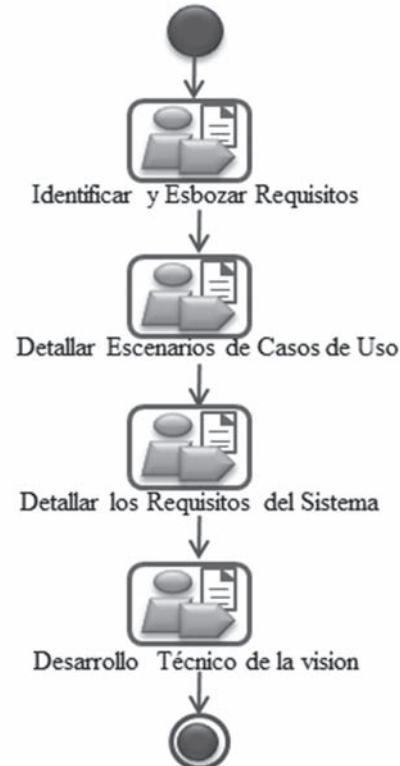 Identificar y Esbozar Requisitos
Detallar Escenarios de Casos de Uso
Detallar los Requisitos del Sistema
Desarrollo Técnico de la vision